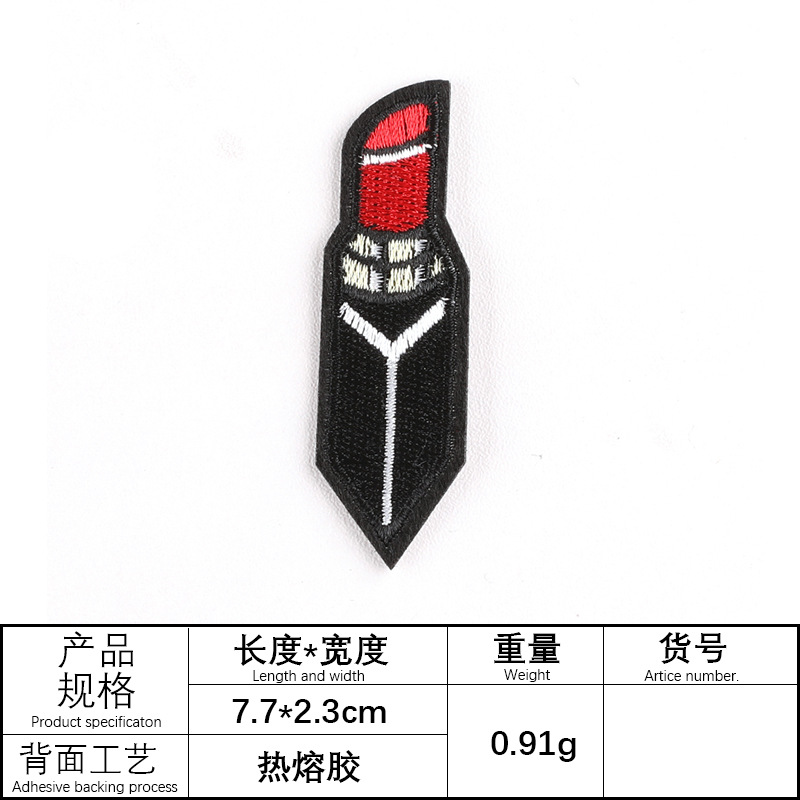 产品
规格
Product specificaton
长度*宽度
Length and width
重量
Weight
货号
Artice number.
7.7*2.3cm
0.91g
背面工艺
Adhesive backing process
热熔胶